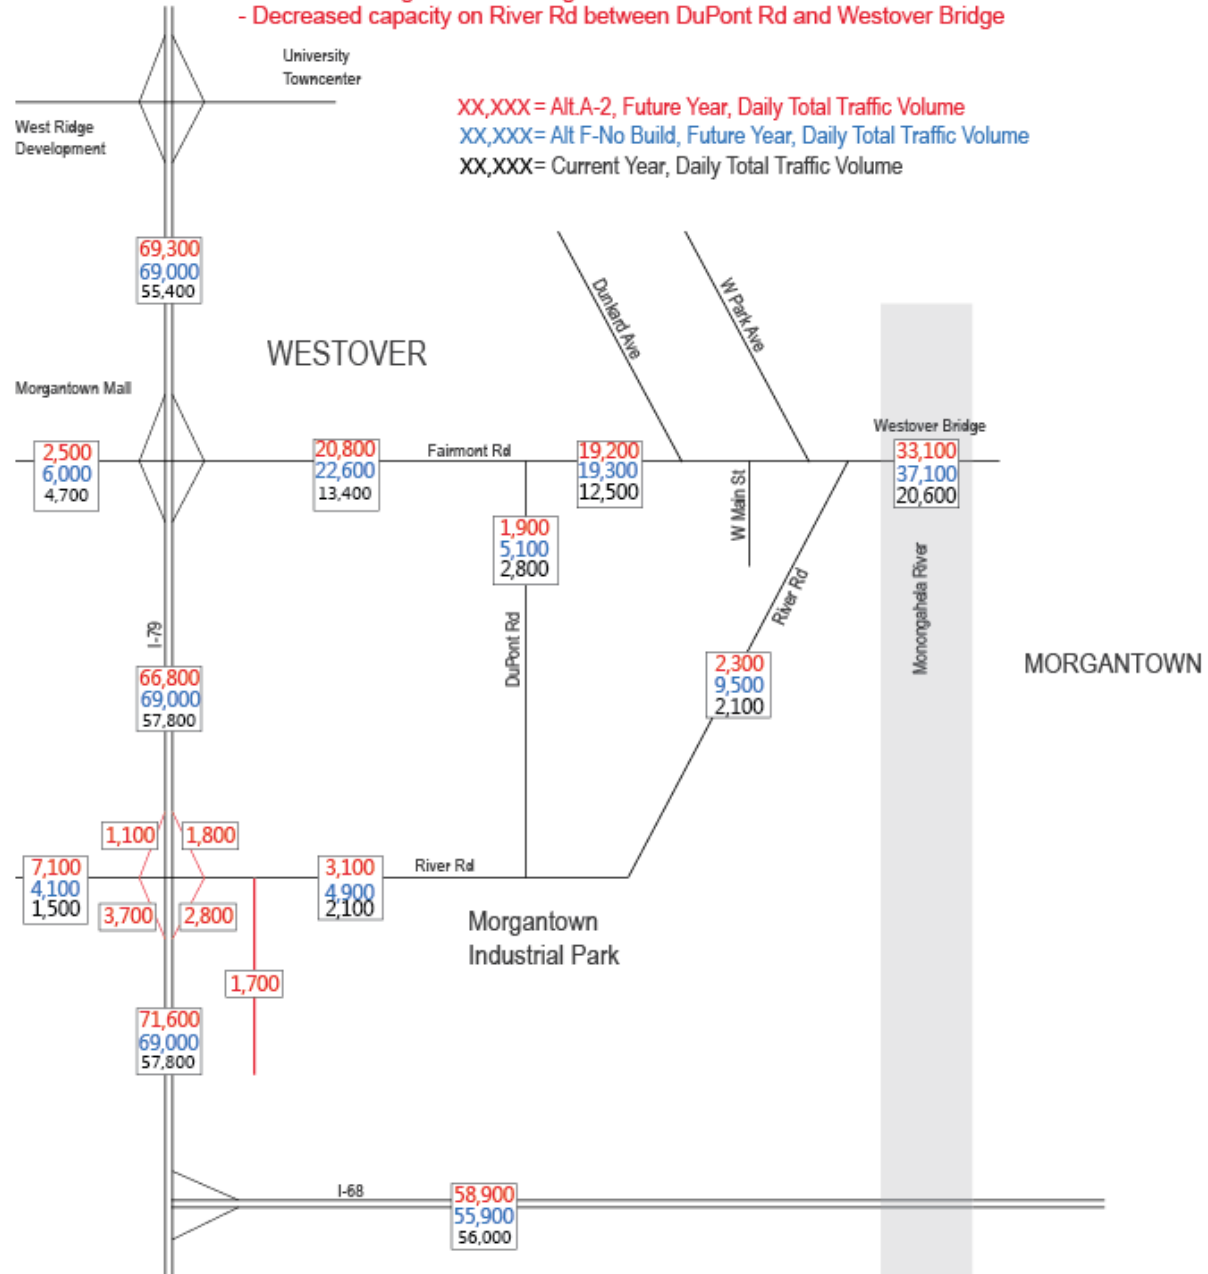 - Decreased capacity on River Rd between DuPont Rd and Westover Bridge
University
Towncenter
West Ridge
Development
XX,XXX = Alt.A-2, Future Year, Daily Total Traffic Volume
XX,XXX = Alt F-No Build, Future Year, Daily Total Traffic Volume
XX,XXX = Current Year, Daily Total Traffic Volume
69,300
69,000
55,400
Dunkard Ave
W Park Ave
WESTOVER
Morgantown Mall
Westover Bridge
2,500
6,000
4,700
20,800
22,600
13,400
Fairmont Rd
19,200
19,300
12,500
33,100
37,100
20,600
W Main St
1,900
5,100
2,800
River Rd
Monongahela River
I-79
DuPont Rd
MORGANTOWN
66,800
69,000
57,800
2,300
9,500
2,100
1,100
1,800
7,100
4,100
1,500
3,100
4,900
2,100
River Rd
3,700
2,800
Morgantown
Industrial Park
1,700
71,600
69,000
57,800
I-68
58,900
55,900
56,000